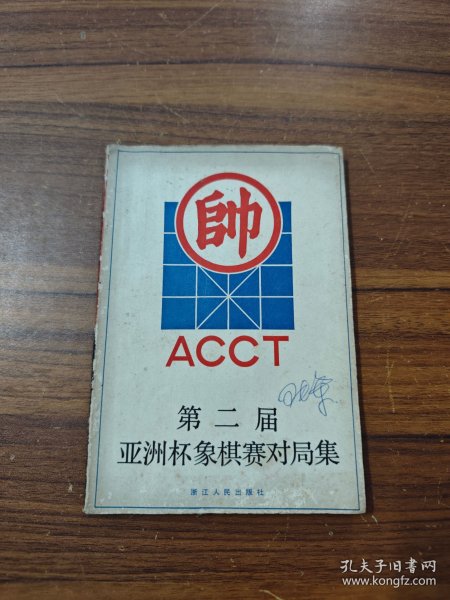 帥
ACCT
第二届
亚洲杯象棋赛对局集
浙江人民出版社
孔夫子旧书网
www.kongfz.com